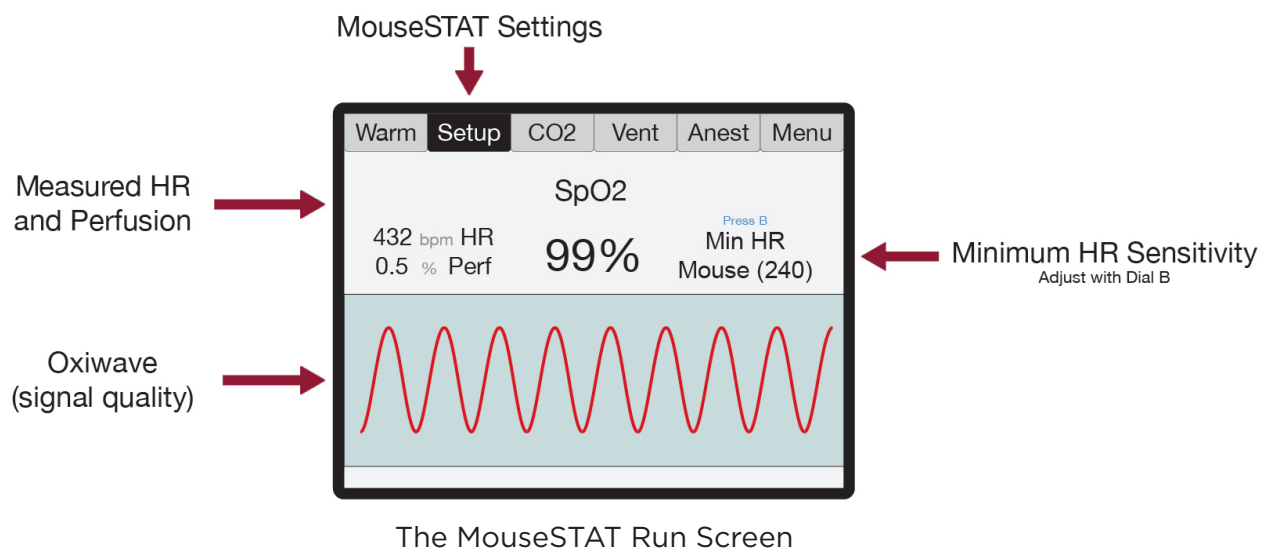 MouseSTAT Settings
Warm Setup CO2 Vent Anest Menu
Measured HR
and Perfusion
SpO2
432 bpm HR
0.5 % Perf
99%
Press B
Min HR
Mouse (240)
Minimum HR Sensitivity
Adjust with Dial B
Oxiwave
(signal quality)
The MouseSTAT Run Screen